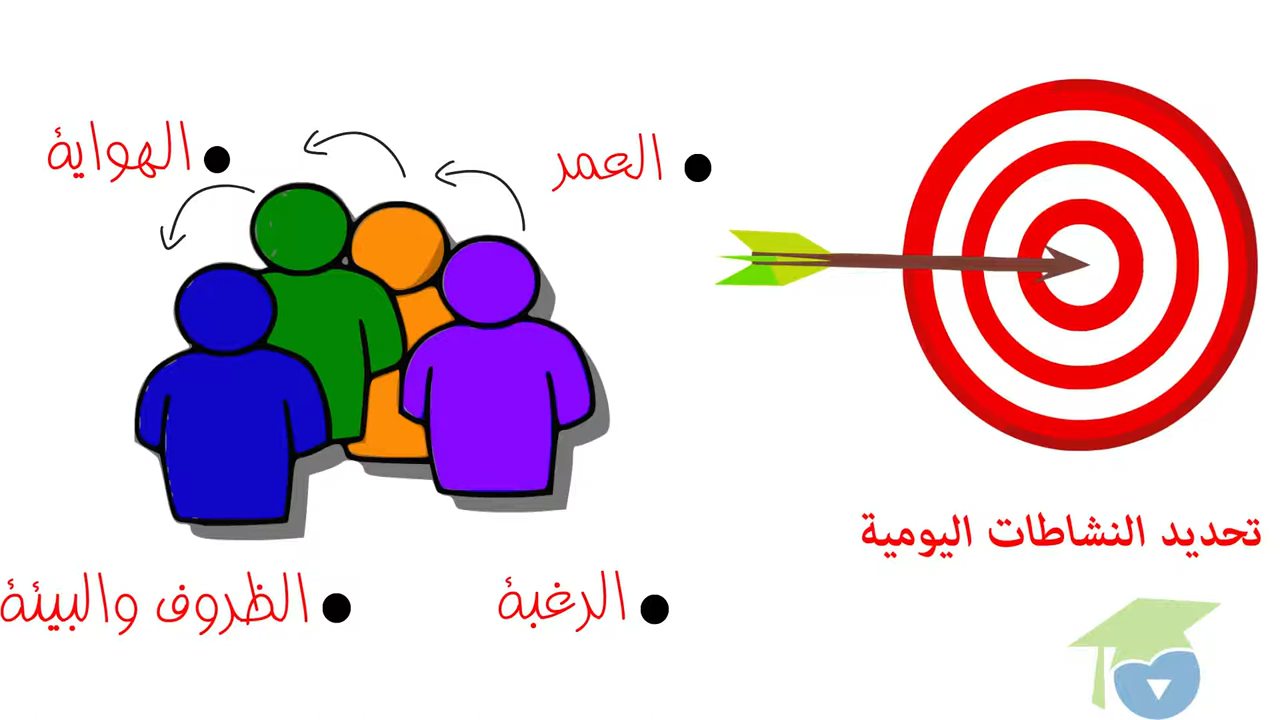 العمر
الهواية
تحديد النشاطات اليومية
الرغبة
الظروف والبيئة